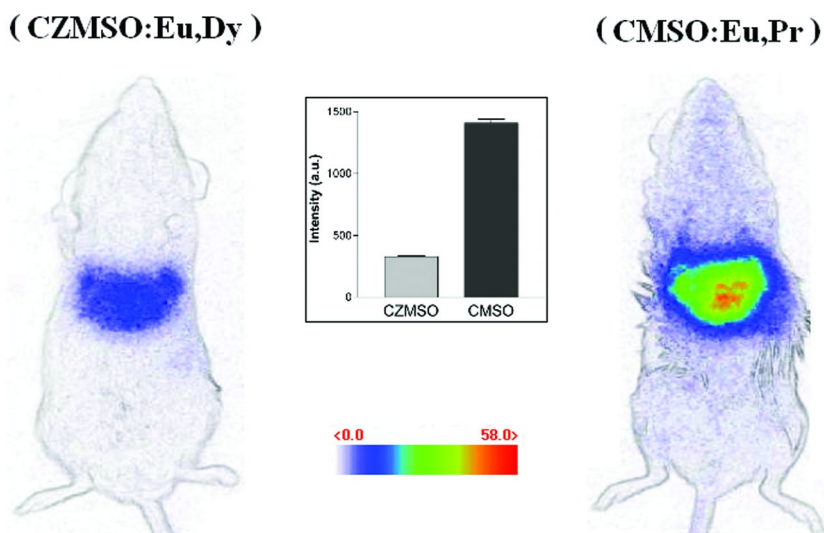 ( CZMSO:Eu,Dy )
( CMSO:Eu,Pr )
1500
1000
500
0
Intensity (a.u.)
CZMSO
CMSO
<0.0
58.0>